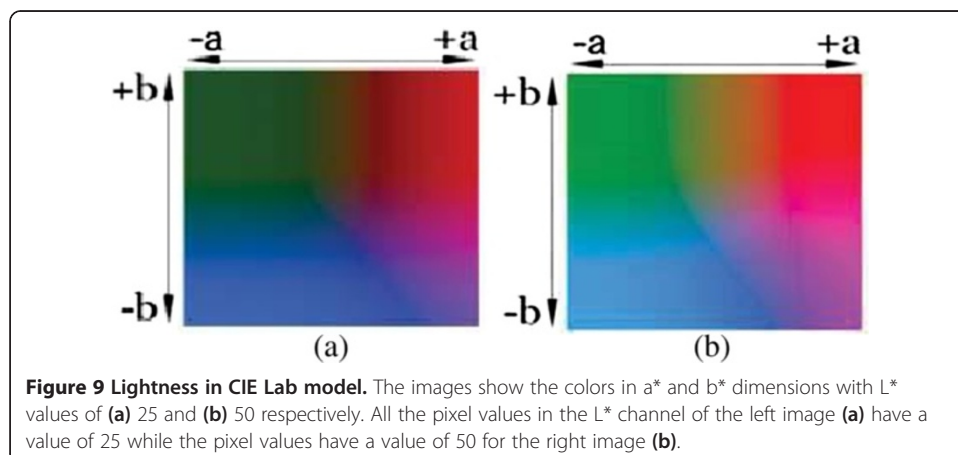 -a +a -a +a
+b +b
-b -b
(a) (b)
Figure 9 Lightness in CIE Lab model. The images show the colors in a* and b* dimensions with L*
values of (a) 25 and (b) 50 respectively. All the pixel values in the L* channel of the left image (a) have a
value of 25 while the pixel values have a value of 50 for the right image (b).